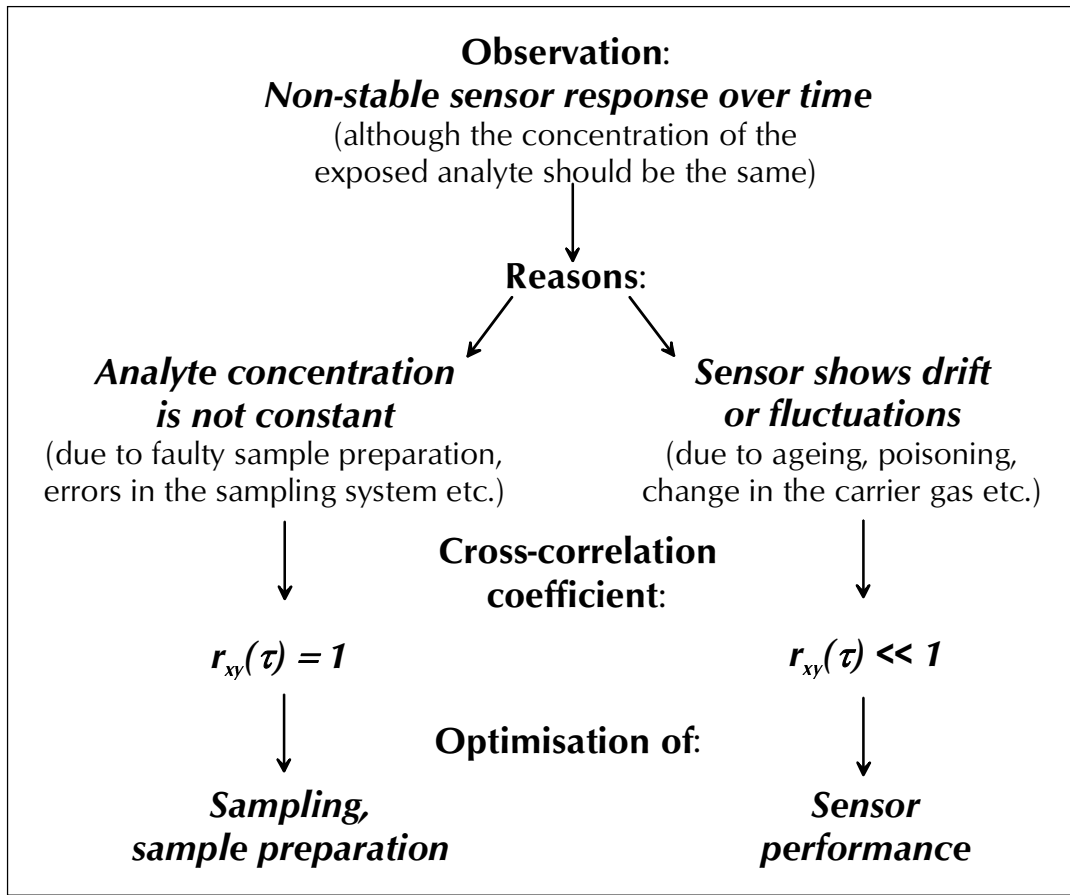 Observation:
Non-stable sensor response over time
(although the concentration of the
exposed analyte should be the same)
Reasons:
Analyte concentration
is not constant
(due to faulty sample preparation,
errors in the sampling system etc.)
Sensor shows drift
or fluctuations
(due to ageing, poisoning,
change in the carrier gas etc.)
Cross-correlation
coefficient:
r_xy(τ) = 1
r_xy(τ) << 1
Optimisation of:
Sampling,
sample preparation
Sensor
performance